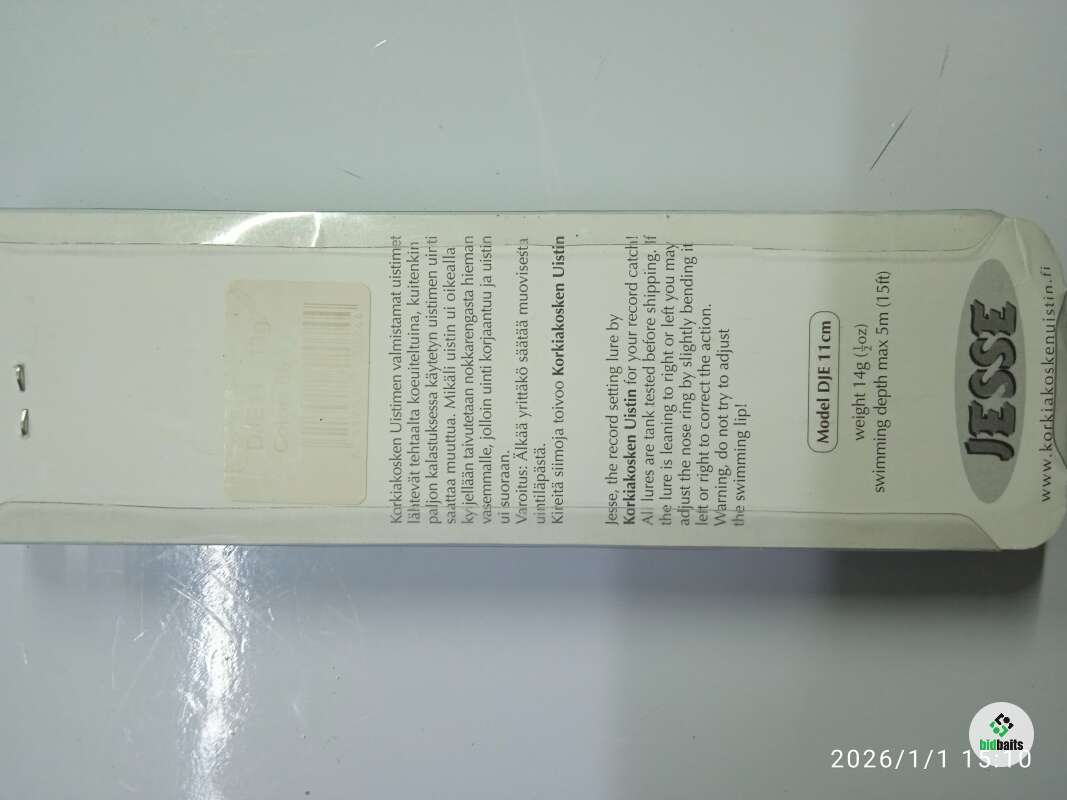 Korkiakosken Uistimen valmistamat uistimet
lähtevät tehtaalta koeuiteltuina, kuitenkin
paljon kalastuksessa käytetyn uistimen uinti
saattaa muuttua. Mikäli uistin ui oikealla
kyljellään taivutetaan nokkarengasta hieman
vasemmalle, jolloin uinti korjaantuu ja uistin
ui suoraan.
Varoitus: Älkää yrittäkö säätää muovisesta
uintiläpästä.
Kireitä siimoja toivoo Korkiakosken Uistin
Jesse, the record setting lure by
Korkiakosken Uistin for your record catch!
All lures are tank tested before shipping. If
the lure is leaning to right or left you may
adjust the nose ring by slightly bending it
left or right to correct the action.
Warning, do not try to adjust
the swimming lip!
Model DJE 11cm
weight 14g (½oz)
swimming depth max 5m (15ft)
JESSE
www.korkiakoskenuistin.fi
bidbaits
2026/1/1 15:10